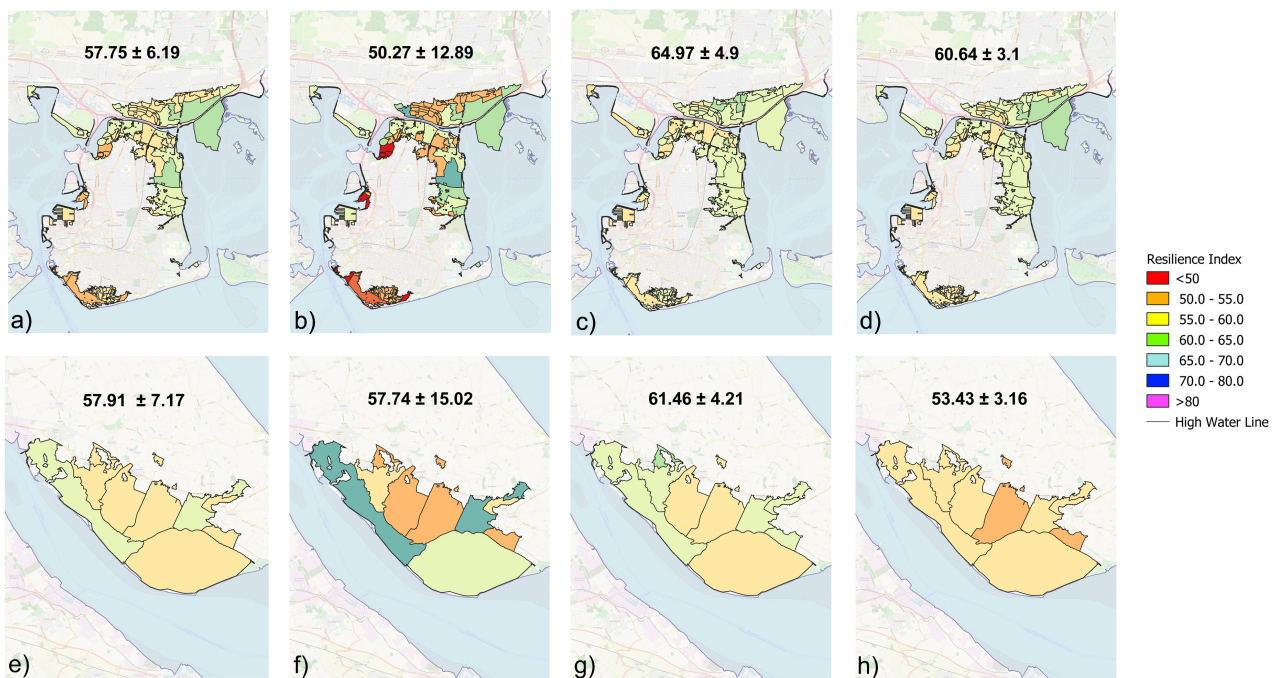 57.75 ± 6.19
50.27 ± 12.89
64.97 ± 4.9
60.64 ± 3.1
a)
b)
c)
d)
57.91 ± 7.17
57.74 ± 15.02
61.46 ± 4.21
53.43 ± 3.16
e)
f)
g)
h)
Resilience Index
<50
50.0 - 55.0
55.0 - 60.0
60.0 - 65.0
65.0 - 70.0
70.0 - 80.0
>80
High Water Line